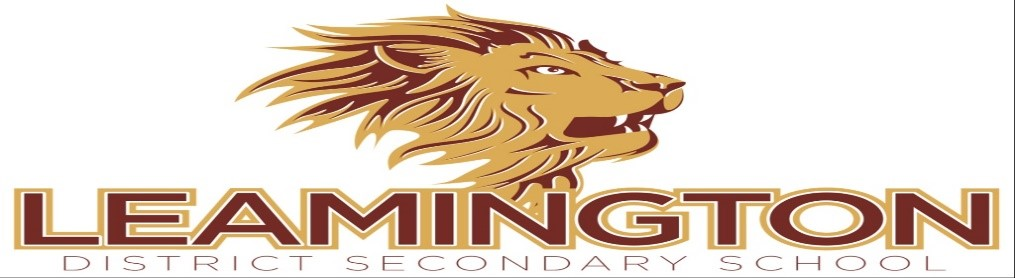 LEAMINGTON
DISTRICT SECONDARY SCHOOL